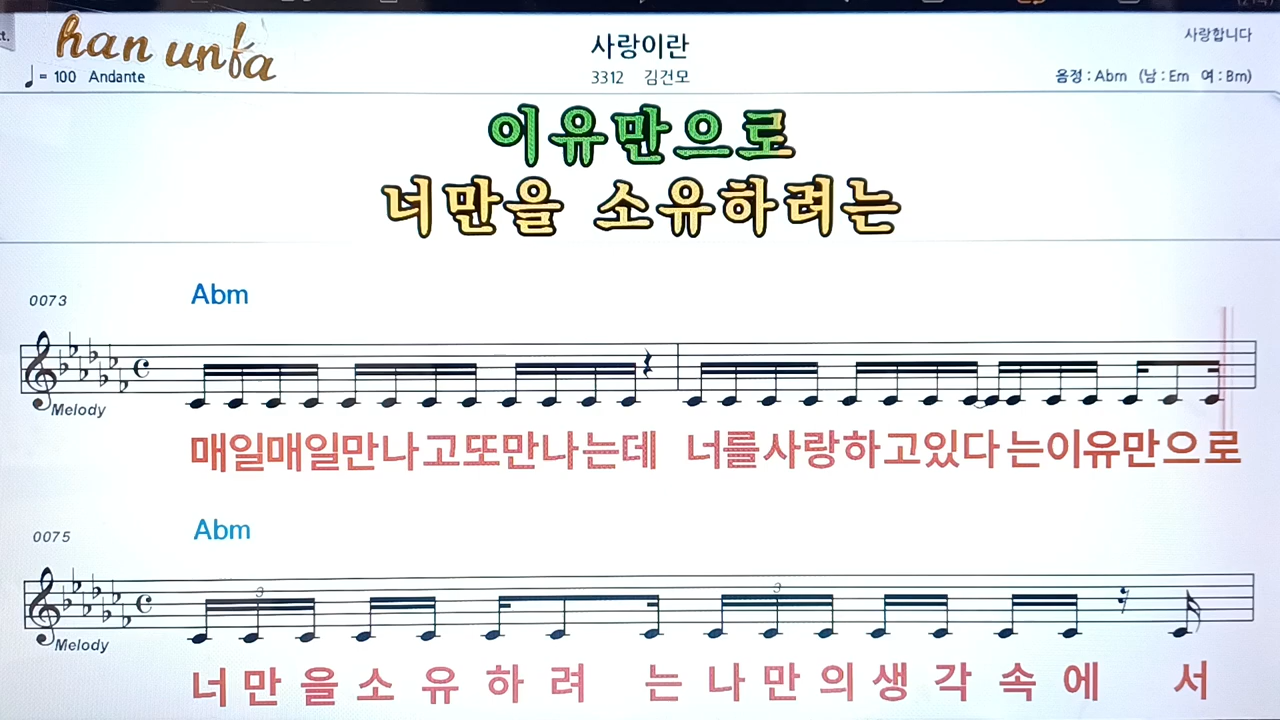 han unfa
사랑이란
사랑합니다
♩= 100 Andante
3312 김건모
음정 : Abm (남 : Em 여 : Bm)
이유만으로
너만을 소유하려는
0073
Abm
Melody
매일매일만나고또만나는데 너를사랑하고있다는이유만으로
0075
Abm
3
3
Melody
너만을소유하려는나만의생각속에 서